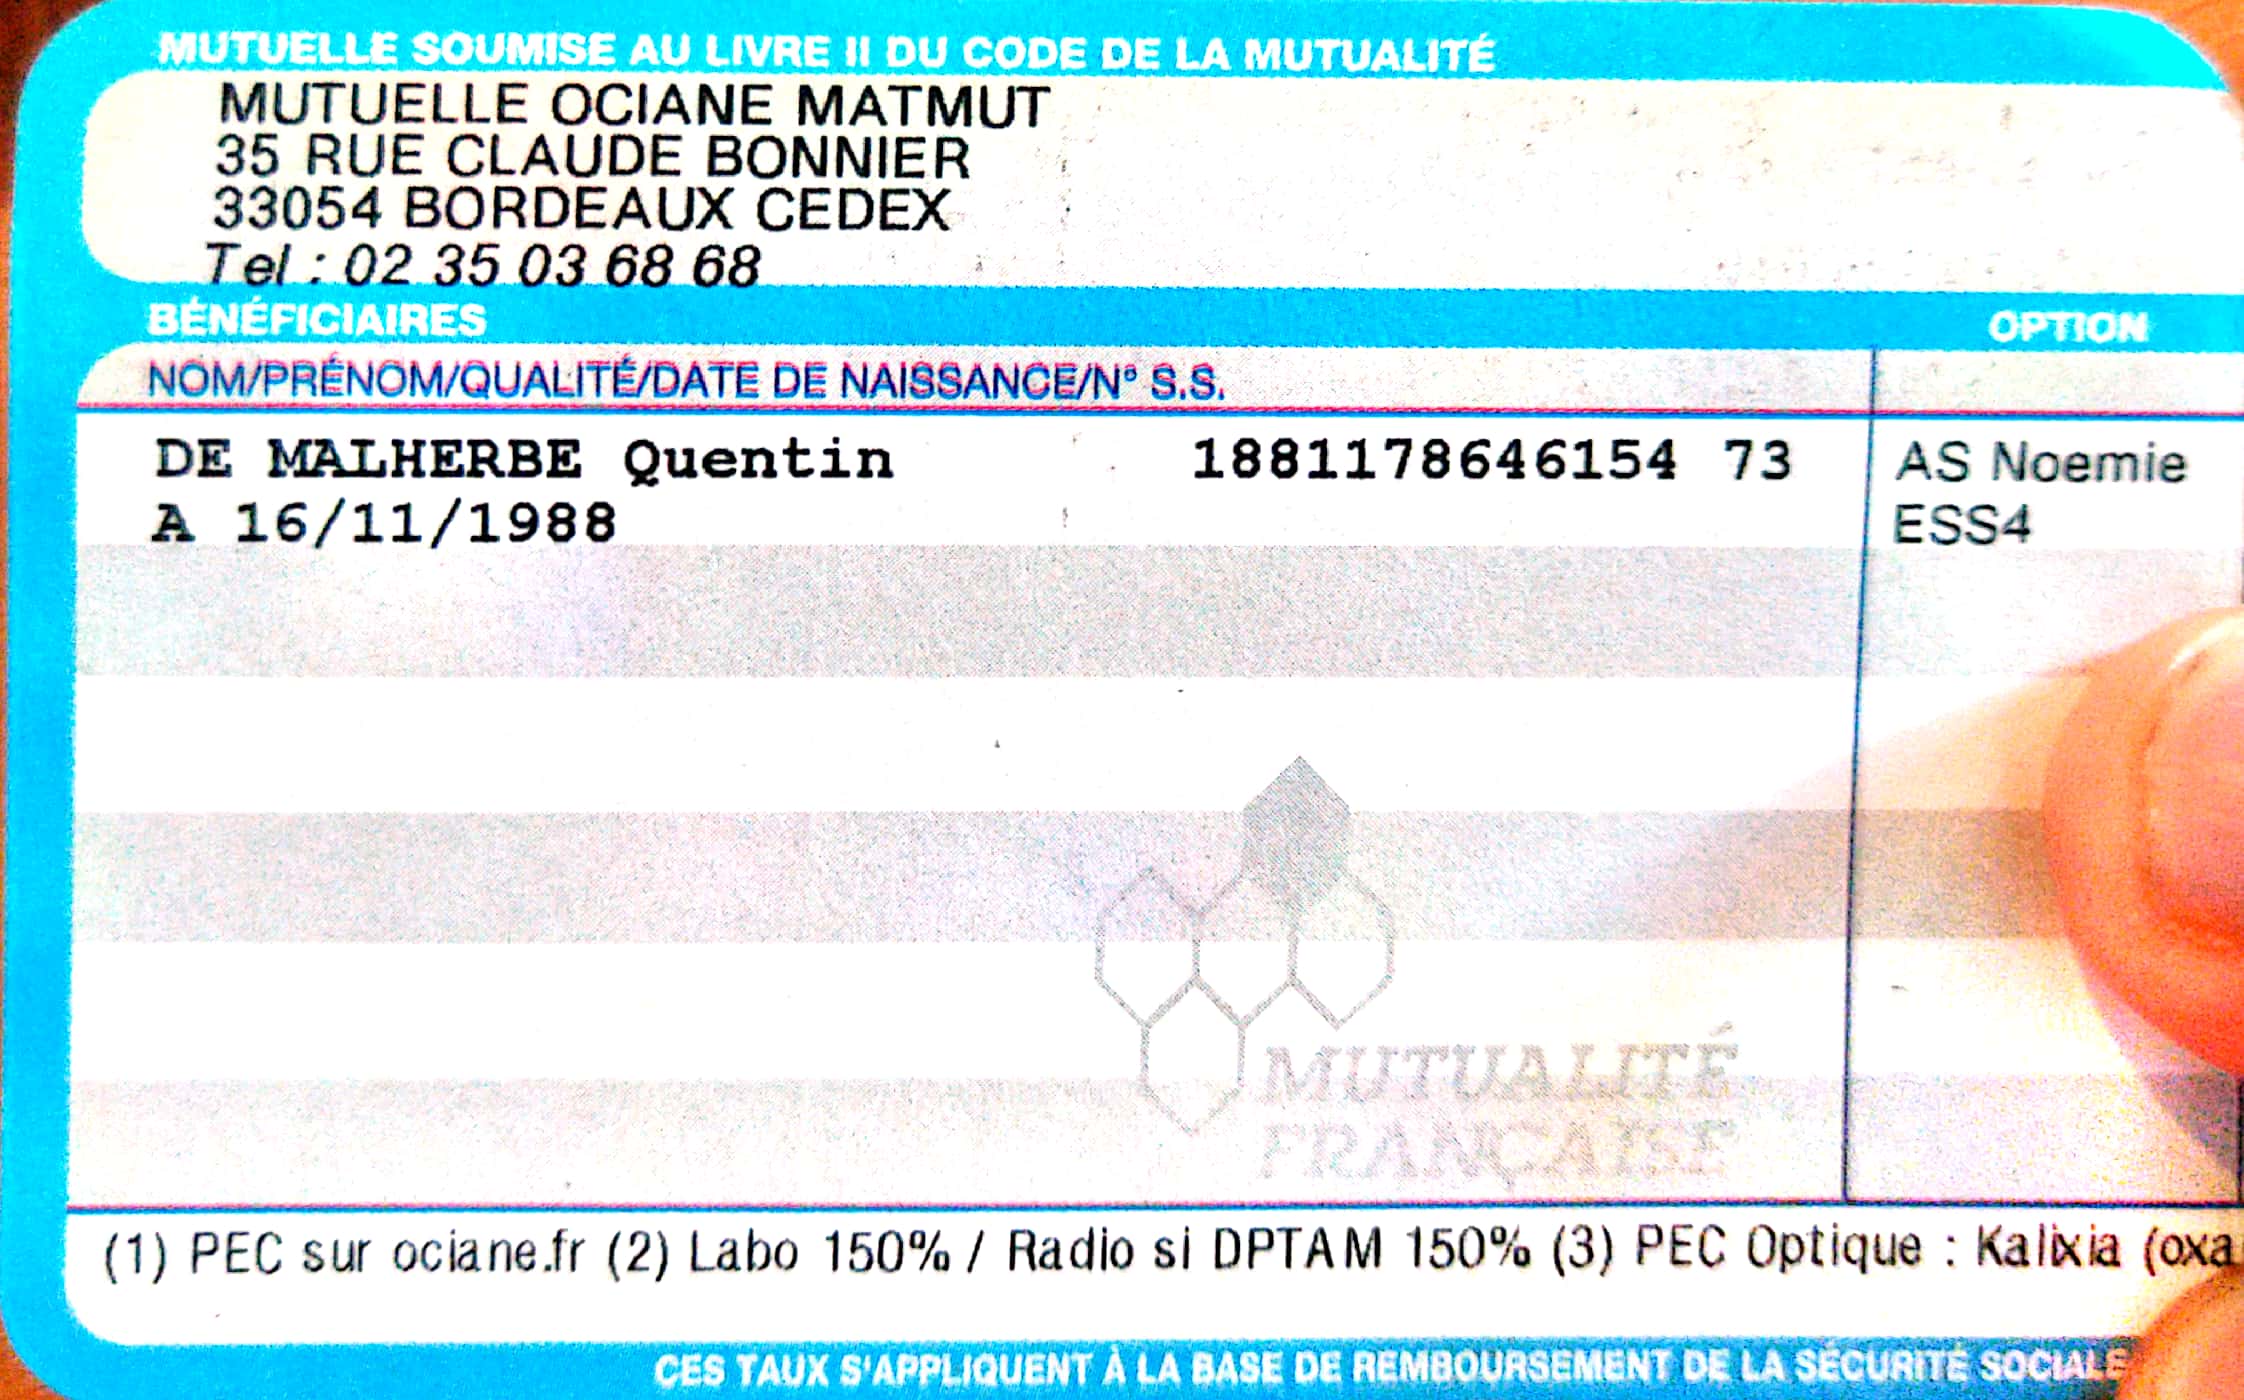 MUTUELLE SOUMISE AU LIVRE II DU CODE DE LA MUTUALITÉ
MUTUELLE OCIANE MATMUT
35 RUE CLAUDE BONNIER
33054 BORDEAUX CEDEX
Tel : 02 35 03 68 68
BÉNÉFICIAIRES OPTION
NOM/PRÉNOM/QUALITÉ/DATE DE NAISSANCE/N° S.S.
DE MALHERBE Quentin 1881178646154 73 AS Noemie
A 16/11/1988 ESS4
MUTUALITÉ
FRANÇAISE
(1) PEC sur ociane.fr (2) Labo 150% / Radio si DPTAM 150% (3) PEC Optique : Kalixia (oxa
CES TAUX S'APPLIQUENT À LA BASE DE REMBOURSEMENT DE LA SÉCURITÉ SOCIALE